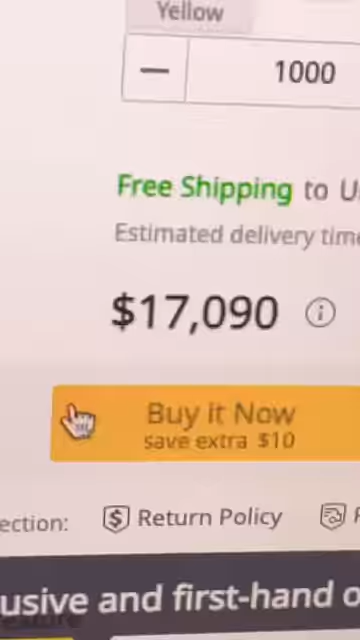 Yellow
— 1000
Free Shipping to
Estimated delivery time
$17,090
Buy it Now
save extra $10
ection: Return Policy
usive and first-hand